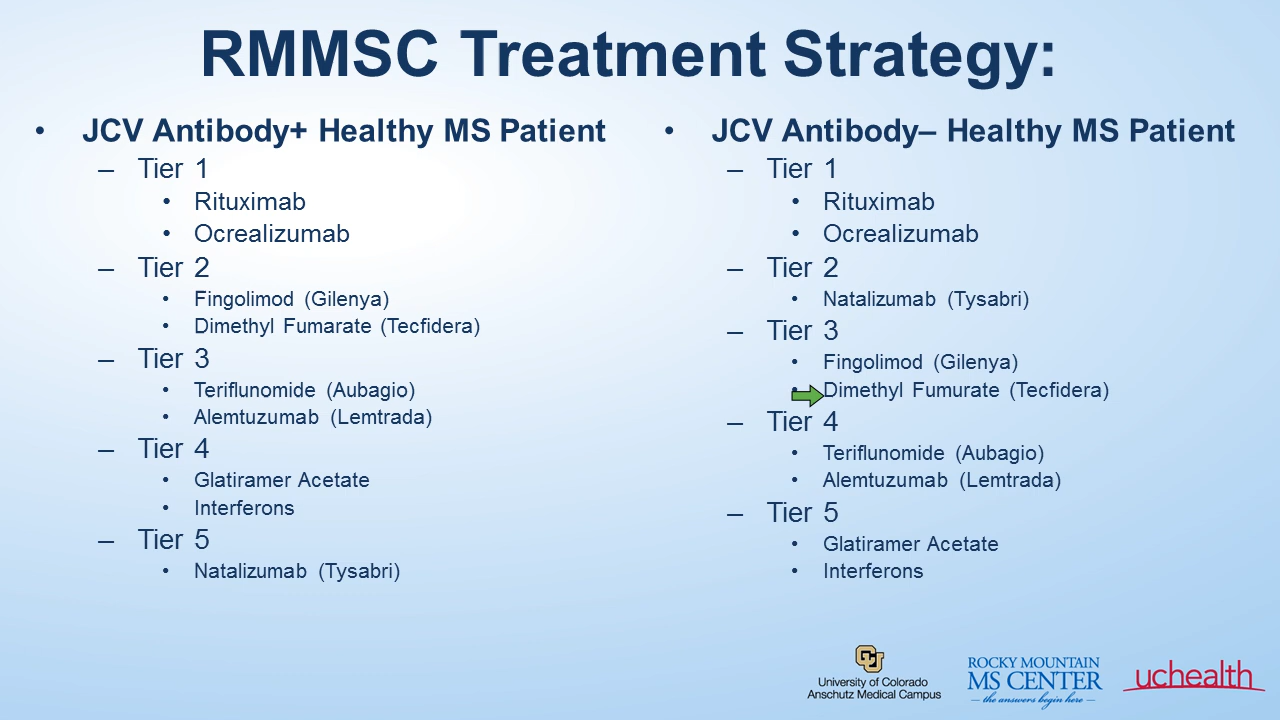 RMMSC Treatment Strategy:
• JCV Antibody+ Healthy MS Patient
– Tier 1
• Rituximab
• Ocrealizumab
– Tier 2
• Fingolimod (Gilenya)
• Dimethyl Fumarate (Tecfidera)
– Tier 3
• Teriflunomide (Aubagio)
• Alemtuzumab (Lemtrada)
– Tier 4
• Glatiramer Acetate
• Interferons
– Tier 5
• Natalizumab (Tysabri)
• JCV Antibody– Healthy MS Patient
– Tier 1
• Rituximab
• Ocrealizumab
– Tier 2
• Natalizumab (Tysabri)
– Tier 3
• Fingolimod (Gilenya)
• Dimethyl Fumurate (Tecfidera)
– Tier 4
• Teriflunomide (Aubagio)
• Alemtuzumab (Lemtrada)
– Tier 5
• Glatiramer Acetate
• Interferons
CU
University of Colorado
Anschutz Medical Campus
ROCKY MOUNTAIN
MS CENTER
— the answers begin here —
uchealth